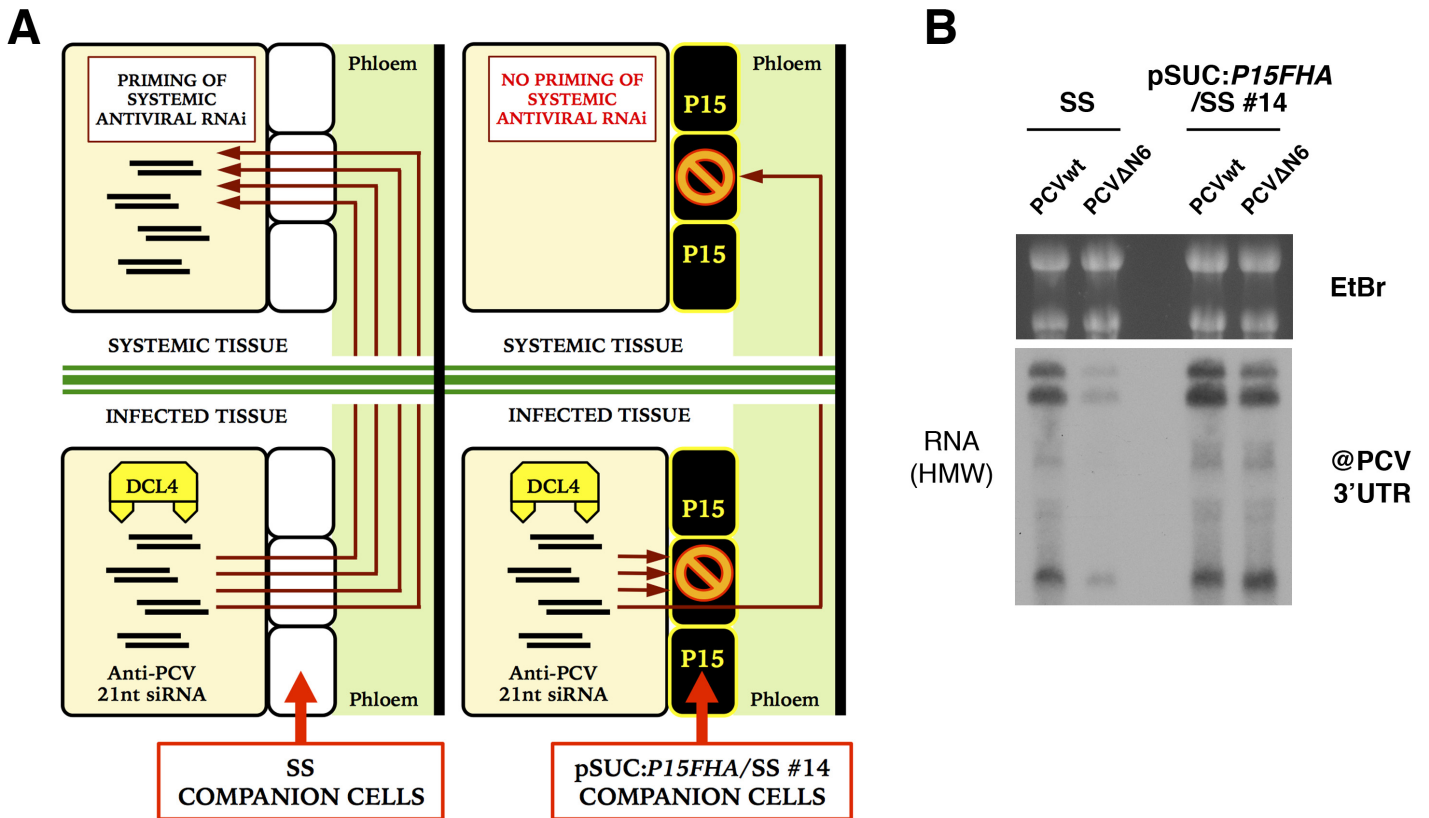 A
PRIMING OF
SYSTEMIC
ANTIVIRAL RNAi
Phloem
SYSTEMIC TISSUE
INFECTED TISSUE
DCL4
Anti-PCV
21nt siRNA
Phloem
SS
COMPANION CELLS
NO PRIMING OF
SYSTEMIC
ANTIVIRAL RNAi
P15
P15
Phloem
SYSTEMIC TISSUE
INFECTED TISSUE
DCL4
P15
Anti-PCV
21nt siRNA
P15
Phloem
pSUC:P15FHA/SS #14
COMPANION CELLS
B
SS
pSUC:P15FHA
/SS #14
PCVwt
PCVΔN6
PCVwt
PCVΔN6
EtBr
RNA
(HMW)
@PCV
3'UTR